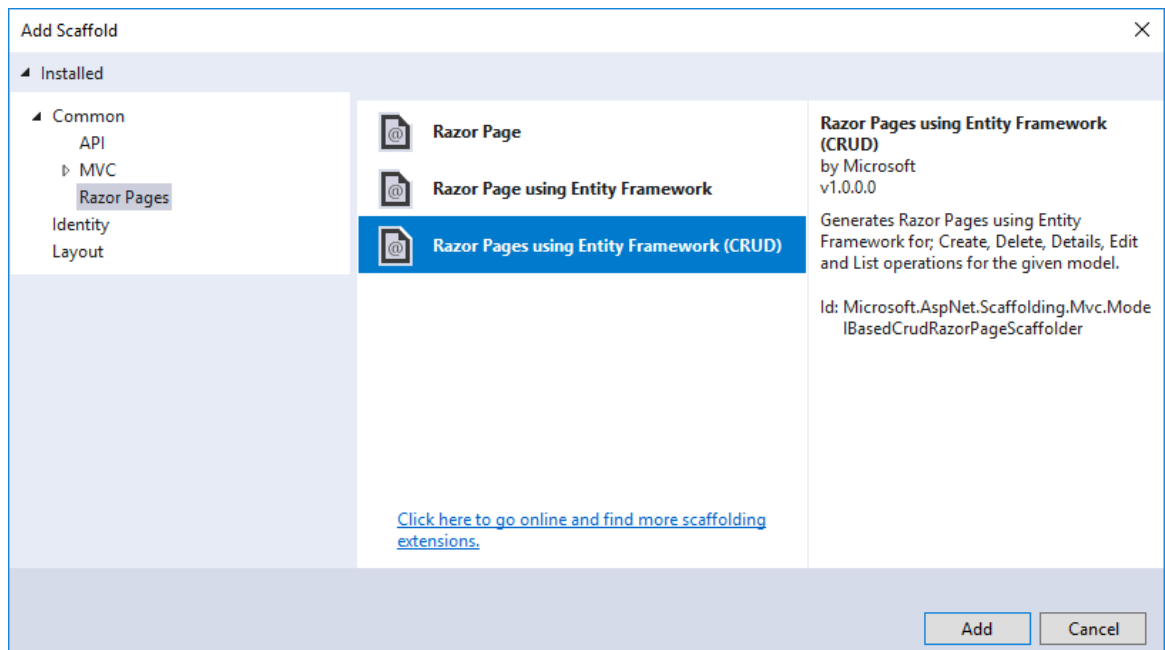 Add Scaffold
Installed
Common
API
MVC
Razor Pages
Identity
Layout
Razor Page
Razor Page using Entity Framework
Razor Pages using Entity Framework (CRUD)
Click here to go online and find more scaffolding
extensions.
Razor Pages using Entity Framework
(CRUD)
by Microsoft
v1.0.0.0
Generates Razor Pages using Entity
Framework for; Create, Delete, Details, Edit
and List operations for the given model.
Id: Microsoft.AspNet.Scaffolding.Mvc.Mode
lBasedCrudRazorPageScaffolder
Add
Cancel